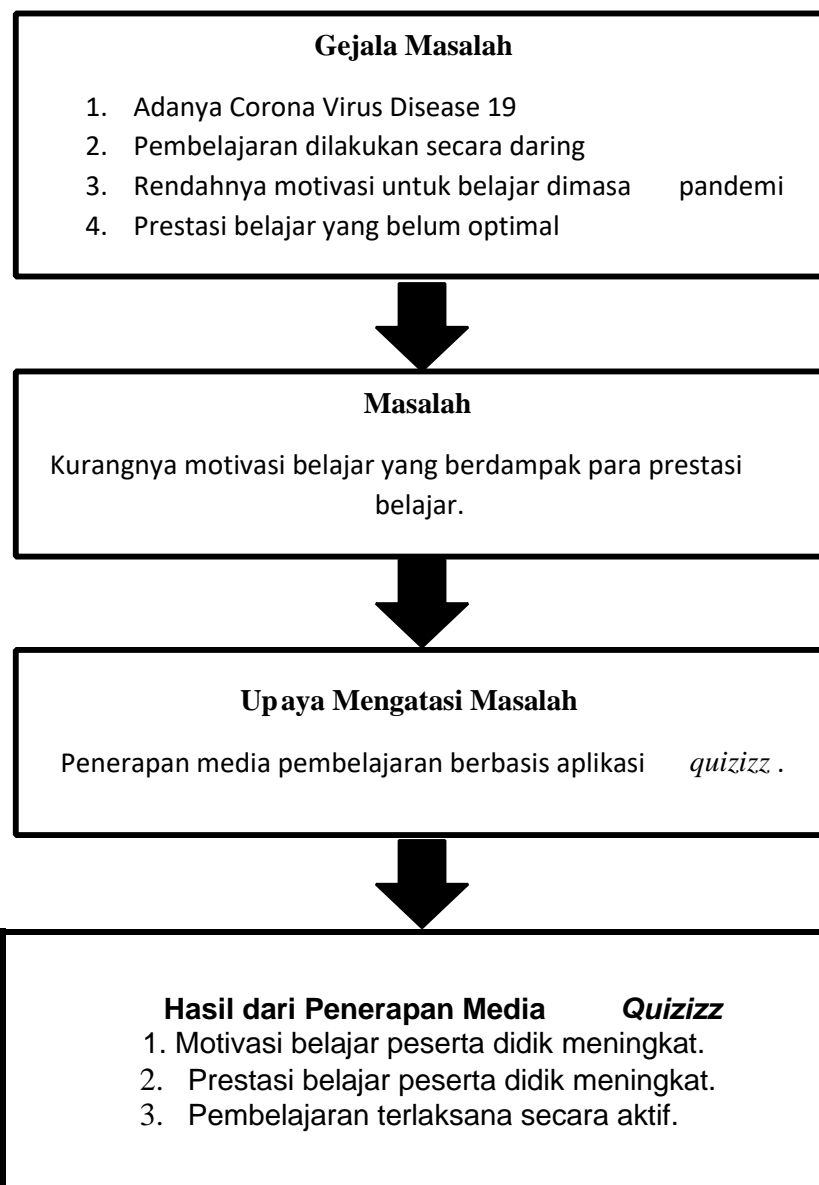 Gejala Masalah
1. Adanya Corona Virus Disease 19
2. Pembelajaran dilakukan secara daring
3. Rendahnya motivasi untuk belajar dimasa pandemi
4. Prestasi belajar yang belum optimal
Masalah
Kurangnya motivasi belajar yang berdampak para prestasi
belajar.
Upaya Mengatasi Masalah
Penerapan media pembelajaran berbasis aplikasi quizizz .
Hasil dari Penerapan Media Quizizz
1. Motivasi belajar peserta didik meningkat.
2. Prestasi belajar peserta didik meningkat.
3. Pembelajaran terlaksana secara aktif.